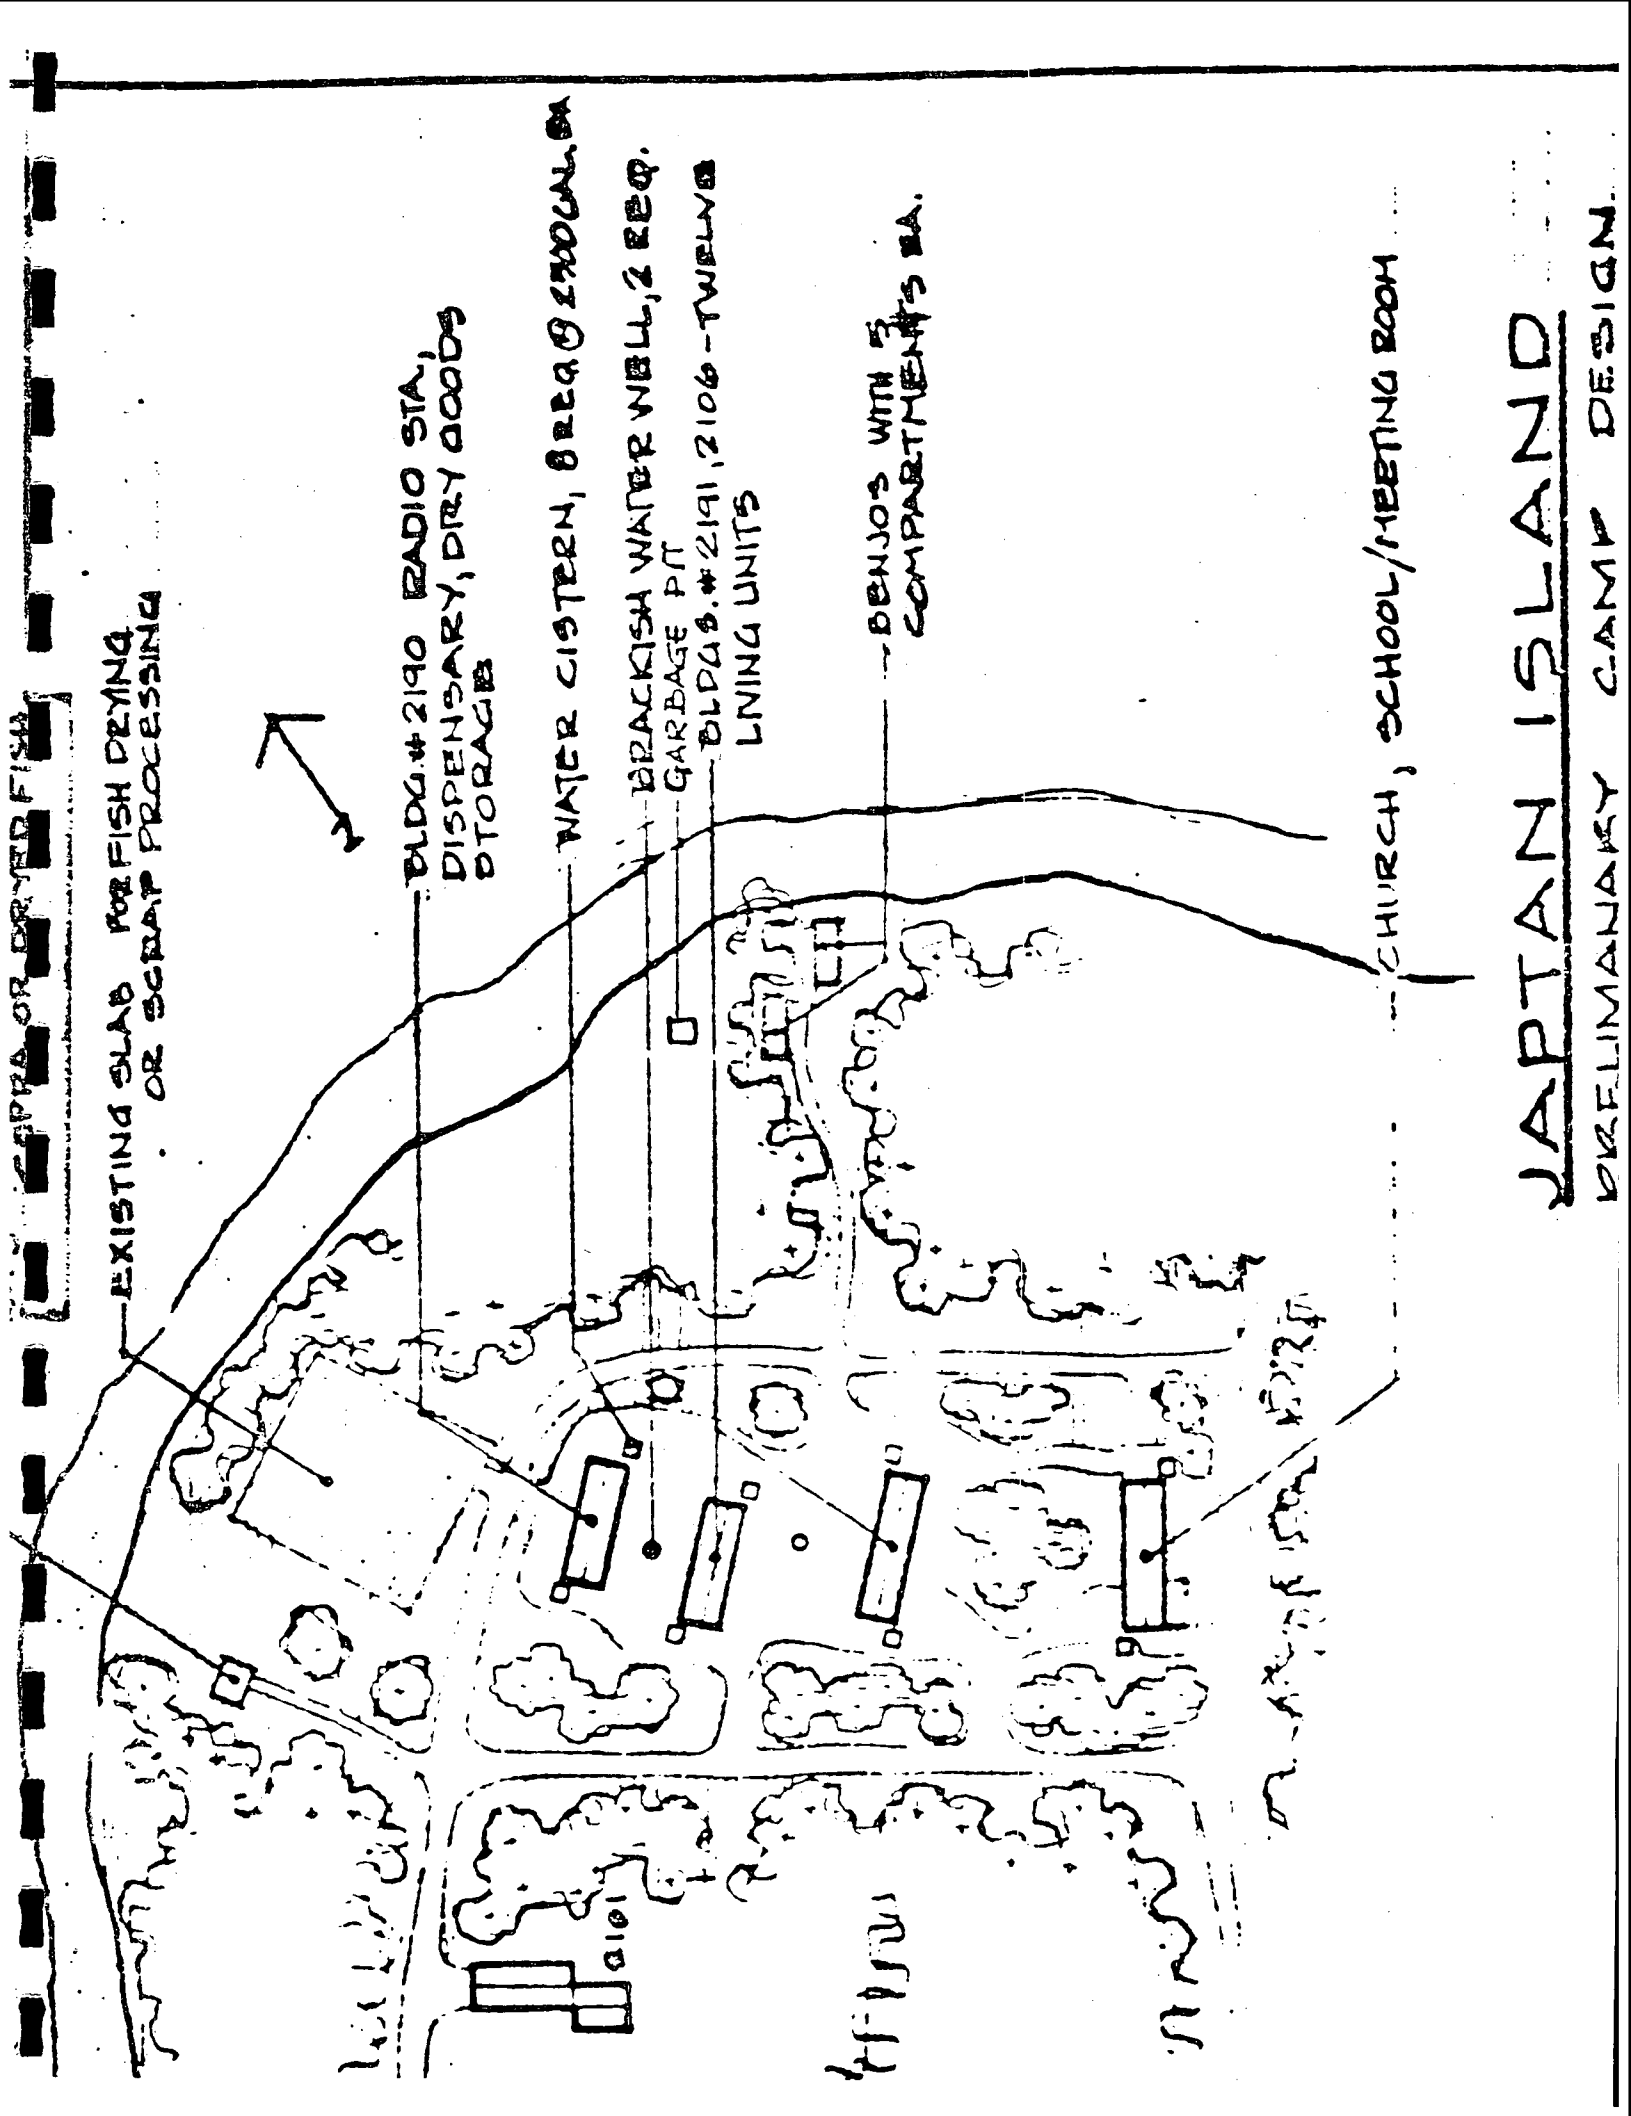 COPRA OR DRYED FISH
EXISTING SLAB FOR FISH DRYING
OR SCRAP PROCESSING
BLDG.#2190 RADIO STA.,
DISPENSARY, DRY GOODS
STORAGE
WATER CISTERN, 8 REQ @ 2500 GAL. EA
BRACKISH WATER WELL, 2 REQ.
GARBAGE PIT
BLDGS.#2191, 2106-TWELVE
LIVING UNITS
BENJOS WITH 5
COMPARTMENTS EA.
CHURCH, SCHOOL/MEETING ROOM
2101
JAPTAN ISLAND
PRELIMANARY CAMP DESIGN